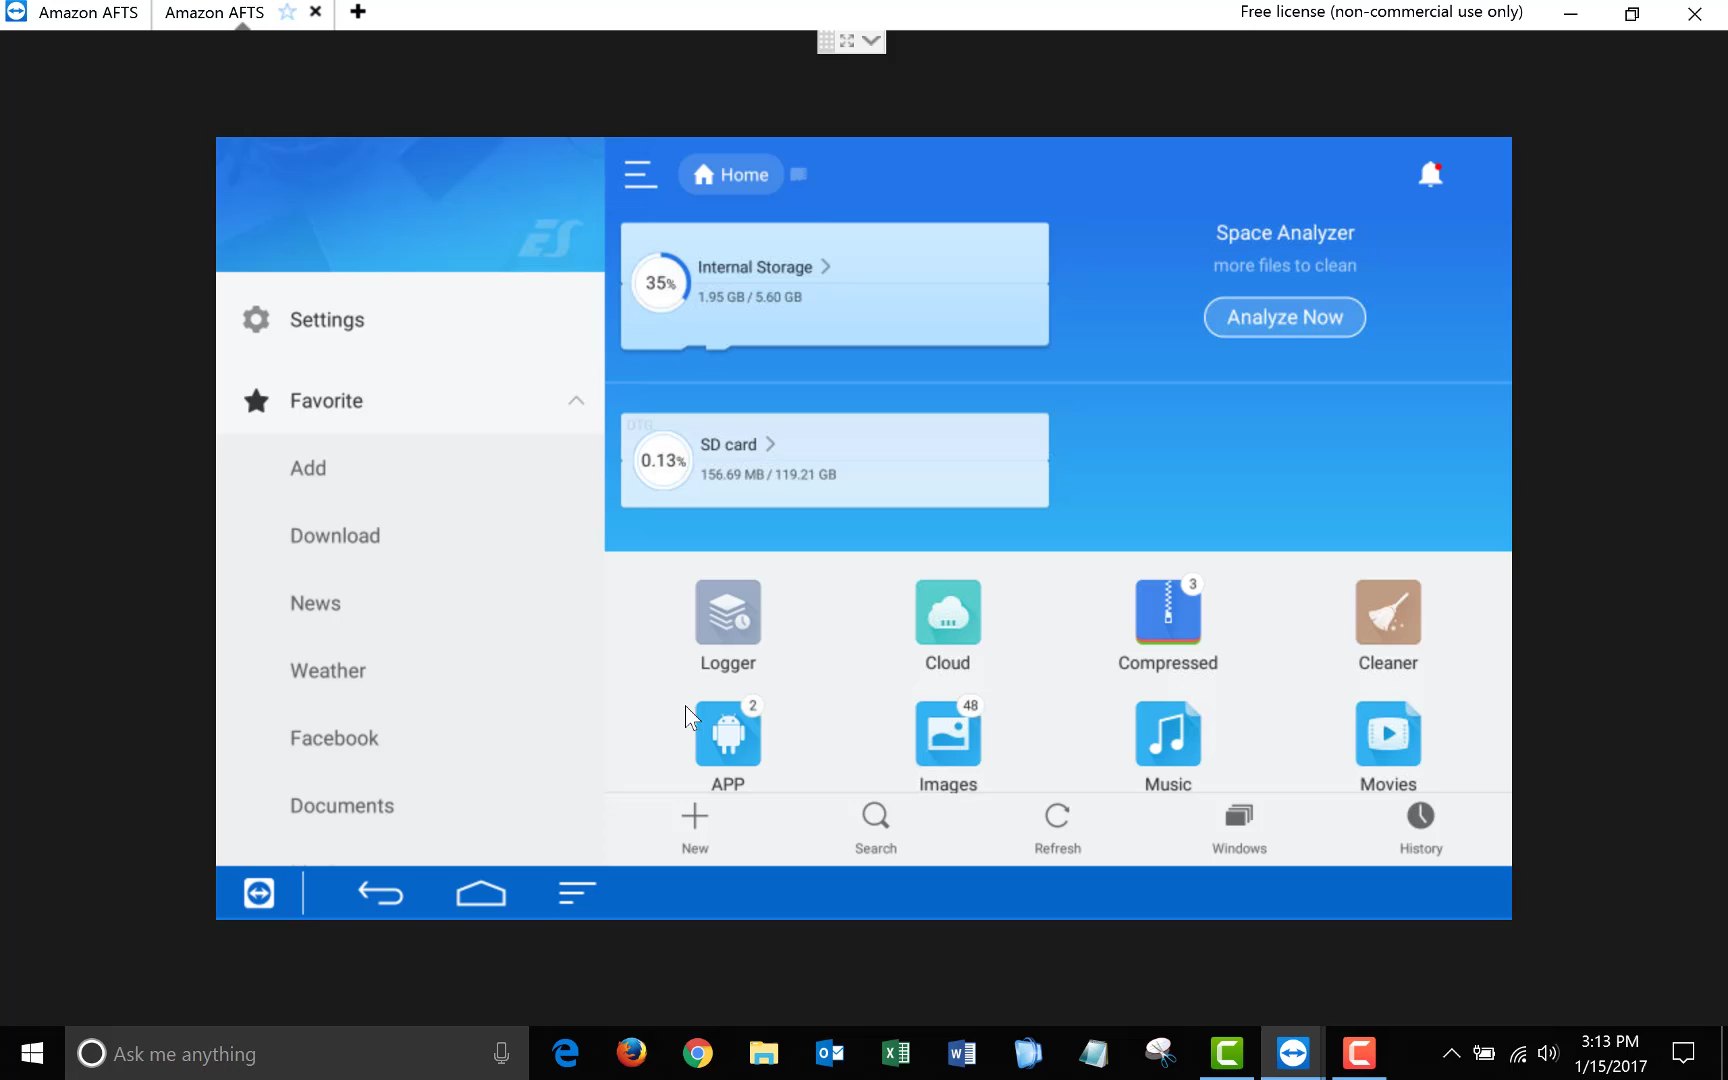 Amazon AFTS
Amazon AFTS
Free license (non-commercial use only)
ES
Home
Settings
Favorite
Add
Download
News
Weather
Facebook
Documents
35%
Internal Storage
1.95 GB / 5.60 GB
Space Analyzer
more files to clean
Analyze Now
OTG
0.13%
SD card
156.69 MB / 119.21 GB
Logger
Cloud
3
Compressed
Cleaner
2
APP
48
Images
Music
Movies
New
Search
Refresh
Windows
History
Ask me anything
3:13 PM
1/15/2017